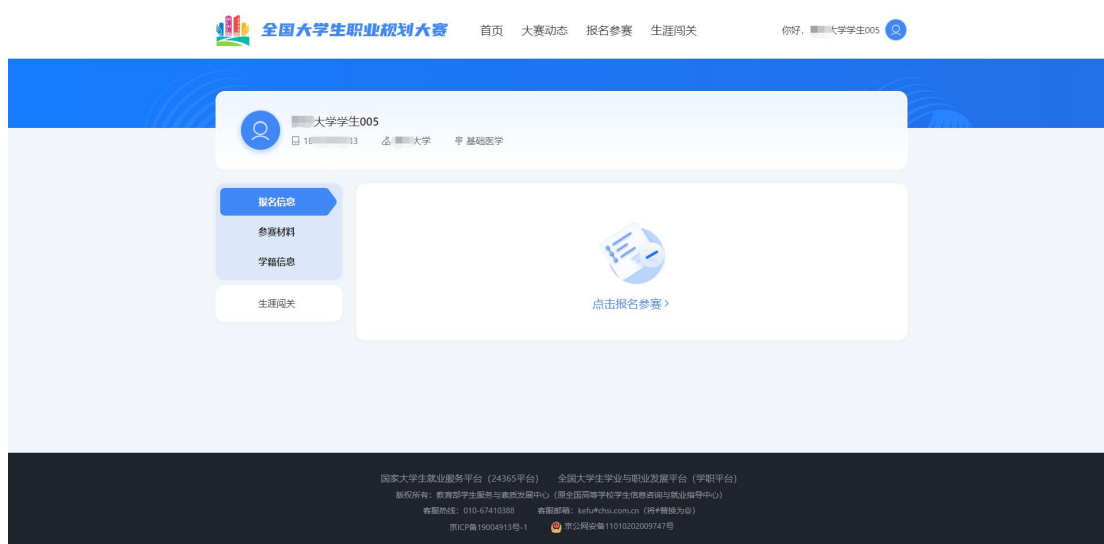 全国大学生职业规划大赛 首页 大赛动态 报名参赛 生涯闯关 你好, 大学学生005
大学学生005
18 33 大学 基础医学
报名信息
参赛材料
学籍信息
生涯闯关
点击报名参赛 >
国家大学生就业服务平台（24365平台） 全国大学生学业与职业发展平台（学职平台）
版权所有：教育部学生服务与素质发展中心（原全国高等学校学生信息咨询与就业指导中心）
客服热线：010-67410388 客服邮箱：kefu#chsi.com.cn（将#替换为@）
京ICP备19004913号-1 京公网安备11010202009747号